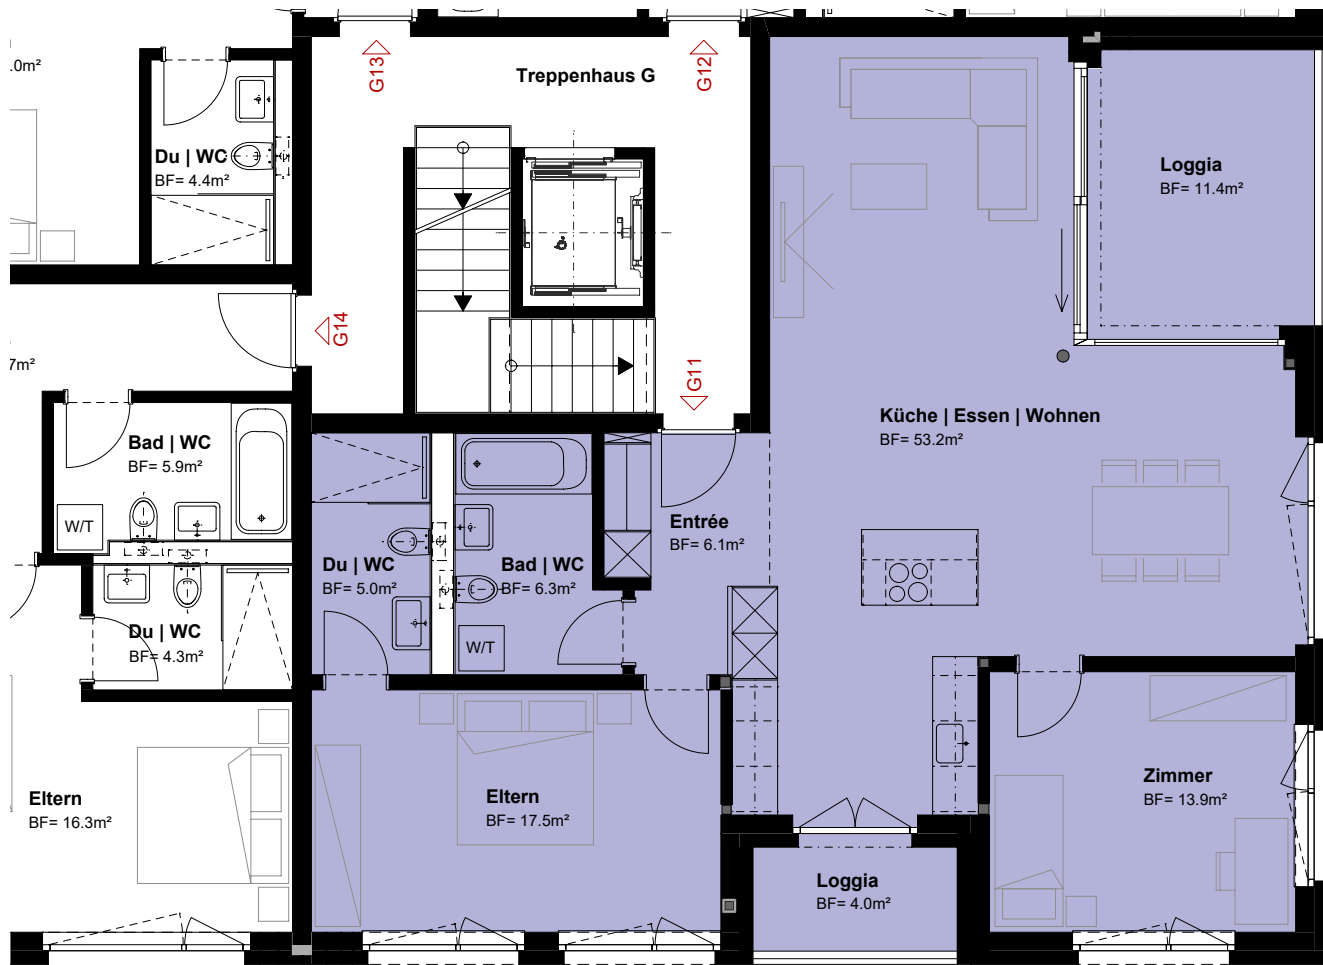 .0m²
G13
Treppenhaus G
G12
Du | WC
BF= 4.4m²
Loggia
BF= 11.4m²
G14
7m²
G11
Küche | Essen | Wohnen
BF= 53.2m²
Bad | WC
BF= 5.9m²
W/T
Entrée
BF= 6.1m²
Du | WC
BF= 5.0m²
Bad | WC
BF= 6.3m²
Du | WC
BF= 4.3m²
W/T
Eltern
BF= 16.3m²
Eltern
BF= 17.5m²
Zimmer
BF= 13.9m²
Loggia
BF= 4.0m²